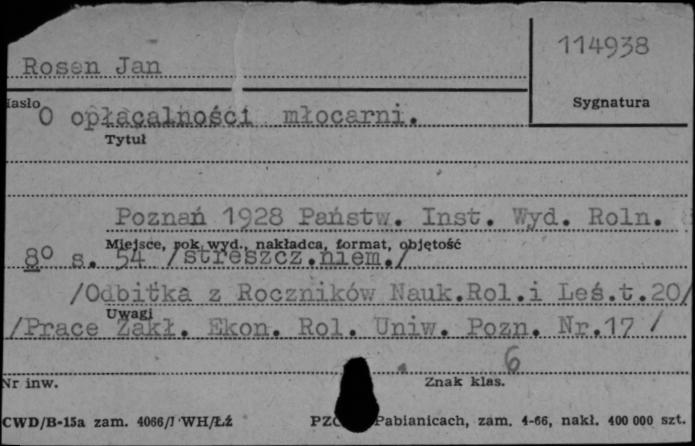 114938
Rosen Jan
Hasło
Sygnatura
O opłacalności młocarni.
Tytuł
Poznań 1928 Państw. Inst. Wyd. Roln.
Miejsce, rok wyd., nakładca, format, objętość
8º s. 54 /streszcz.niem./
/Odbitka z Roczników Nauk.Rol.i Leś.t.20/
Uwagi
/Prace Zakł. Ekon. Rol. Uniw. Pozn. Nr.17 /
6
Nr inw.
Znak klas.
CWD/B-15a zam. 4066/I WH/Łź
Pabianicach, zam. 4-66, nakł. 400 000 szt.